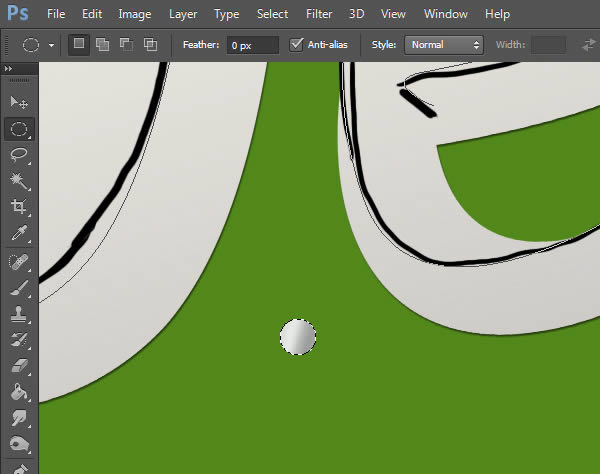 Ps File Edit Image Layer Type Select Filter 3D View Window Help
Feather: 0 px Anti-alias Style: Normal Width: